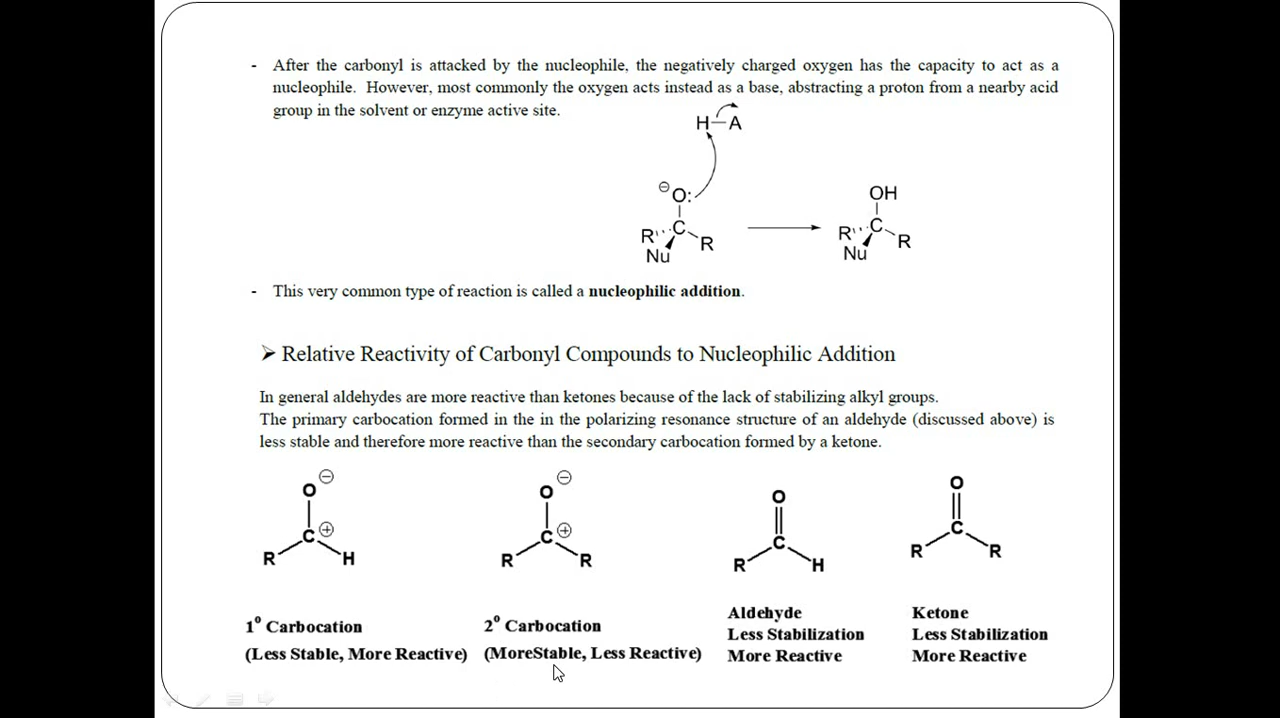 - After the carbonyl is attacked by the nucleophile, the negatively charged oxygen has the capacity to act as a
nucleophile. However, most commonly the oxygen acts instead as a base, abstracting a proton from a nearby acid
group in the solvent or enzyme active site.
H—A
⊖
O:
R C R
Nu
OH
R C R
Nu
- This very common type of reaction is called a nucleophilic addition.
➢ Relative Reactivity of Carbonyl Compounds to Nucleophilic Addition
In general aldehydes are more reactive than ketones because of the lack of stabilizing alkyl groups.
The primary carbocation formed in the in the polarizing resonance structure of an aldehyde (discussed above) is
less stable and therefore more reactive than the secondary carbocation formed by a ketone.
O ⊖
C ⊕
R H
1° Carbocation
(Less Stable, More Reactive)
O ⊖
C ⊕
R R
2° Carbocation
(MoreStable, Less Reactive)
O
C
R H
Aldehyde
Less Stabilization
More Reactive
O
C
R R
Ketone
Less Stabilization
More Reactive